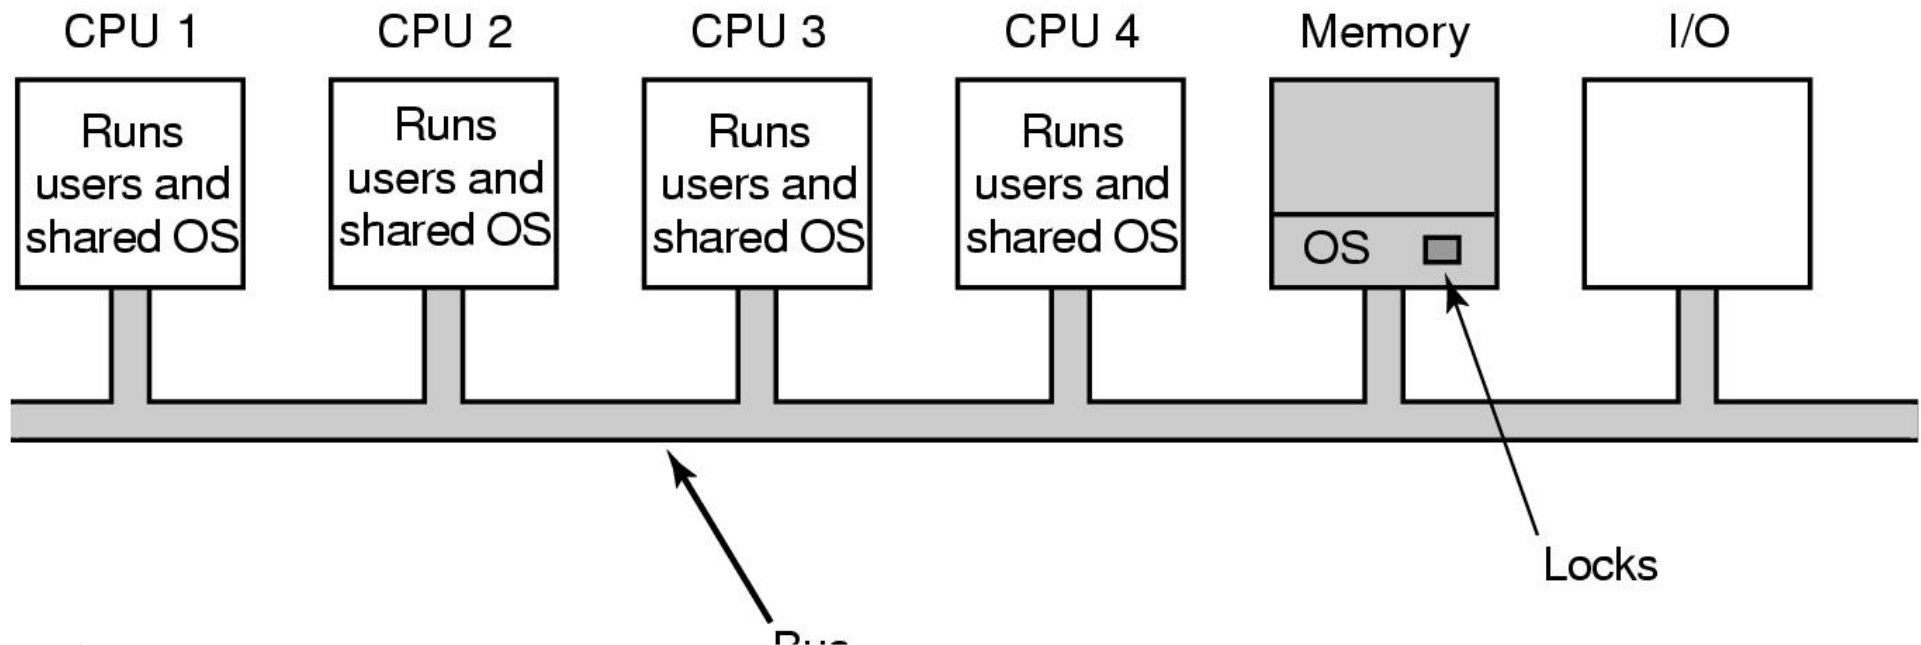 CPU 1
CPU 2
CPU 3
CPU 4
Memory
I/O
Runs
users and
shared OS
Runs
users and
shared OS
Runs
users and
shared OS
Runs
users and
shared OS
OS
Locks
Bus